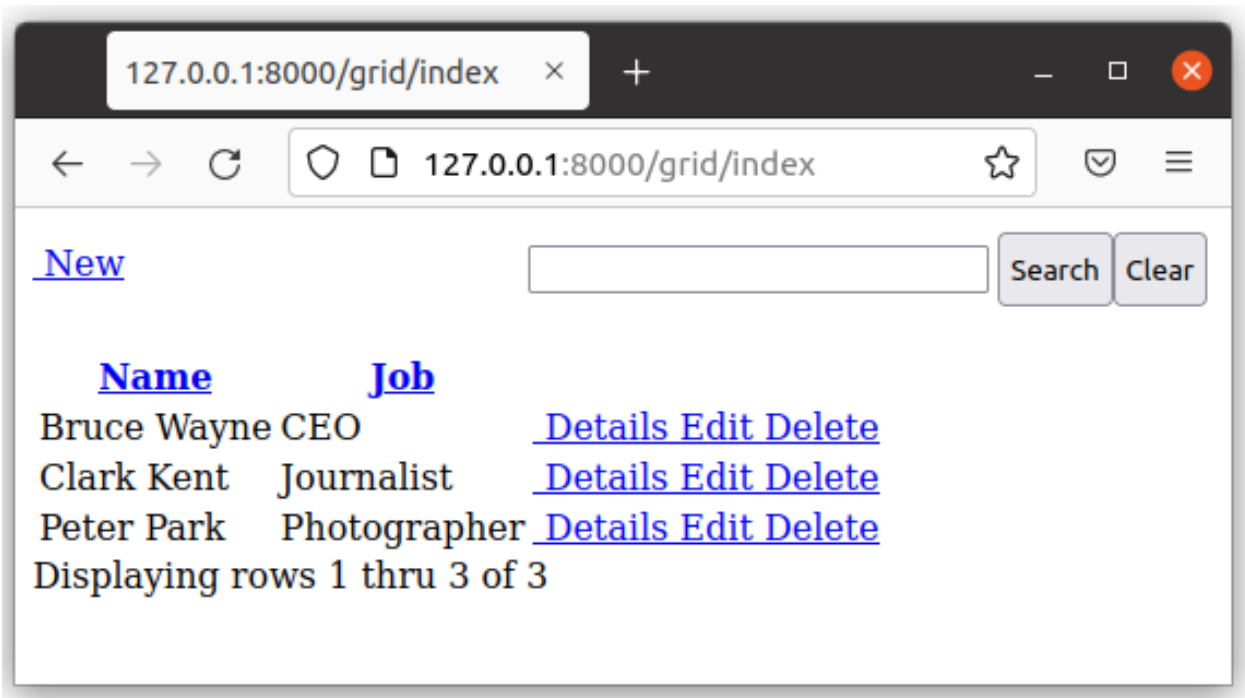 127.0.0.1:8000/grid/index
127.0.0.1:8000/grid/index
New Search Clear
Name Job
Bruce Wayne CEO Details Edit Delete
Clark Kent Journalist Details Edit Delete
Peter Park Photographer Details Edit Delete
Displaying rows 1 thru 3 of 3